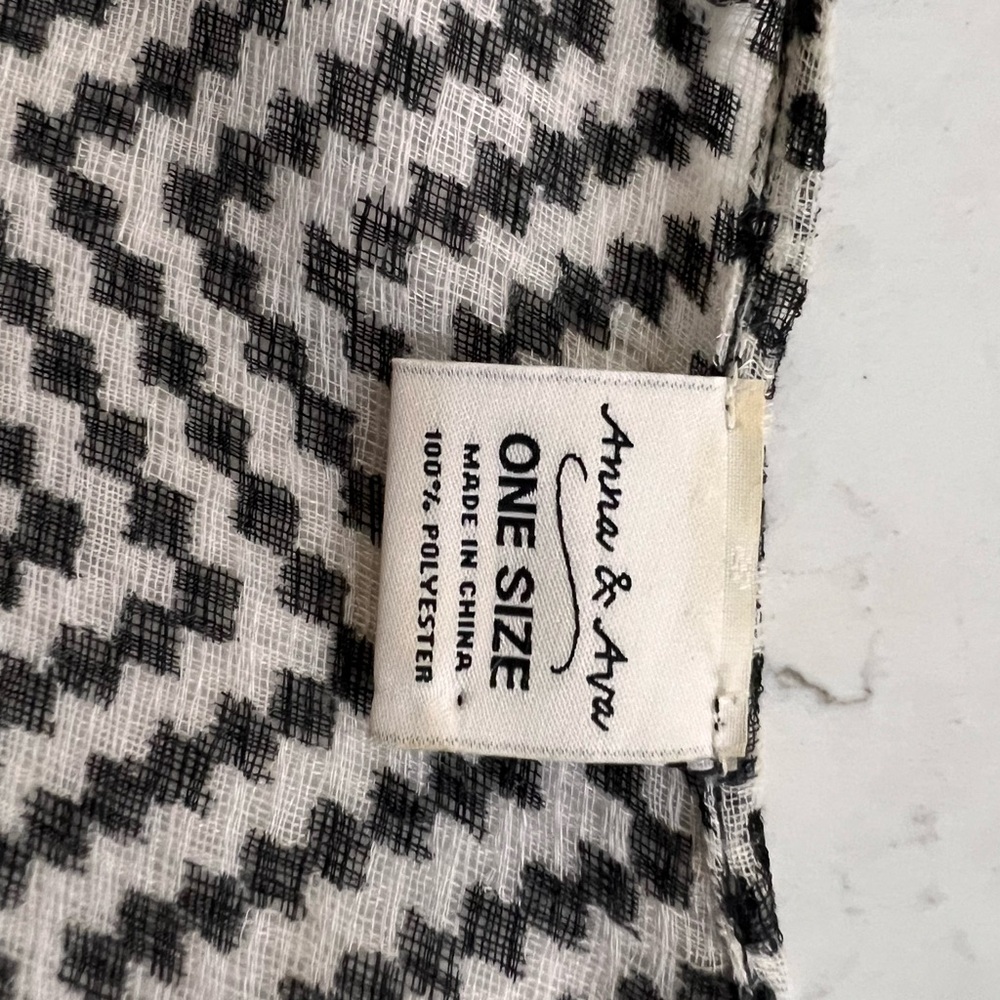 Anna & Ava
ONE SIZE
MADE IN CHINA
100% POLYESTER